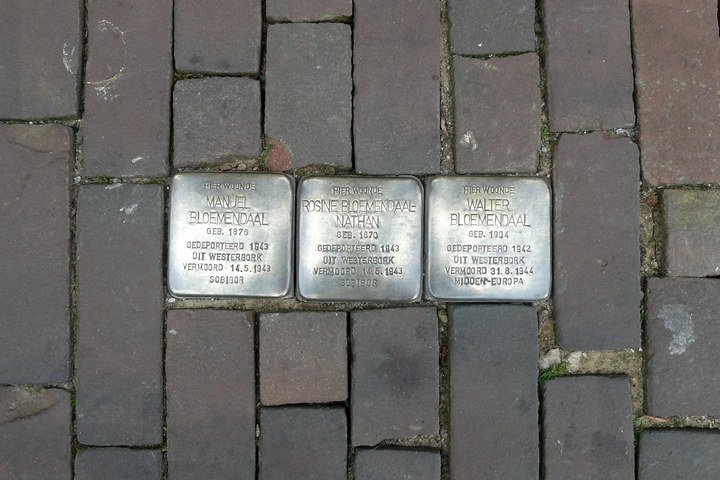 HIER WOONDE
MANUEL
BLOEMENDAAL
GEB. 1876
GEDEPORTEERD 1943
UIT WESTERBORK
VERMOORD 14.5.1943
SOBIBOR
HIER WOONDE
ROSINE BLOEMENDAAL
NATHAN
GEB. 1870
GEDEPORTEERD 1943
UIT WESTERBORK
VERMOORD 14.5.1943
SOBIBOR
HIER WOONDE
WALTER
BLOEMENDAAL
GEB. 1904
GEDEPORTEERD 1942
UIT WESTERBORK
VERMOORD 31.8.1944
MIDDEN-EUROPA